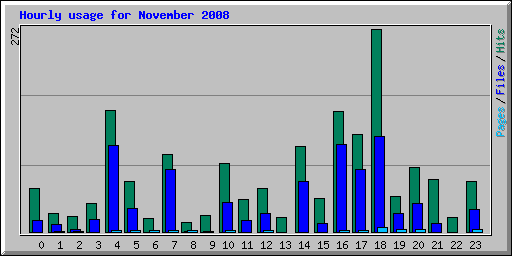 Hourly usage for November 2008
272
Pages/Files/Hits
0 1 2 3 4 5 6 7 8 9 10 11 12 13 14 15 16 17 18 19 20 21 22 23